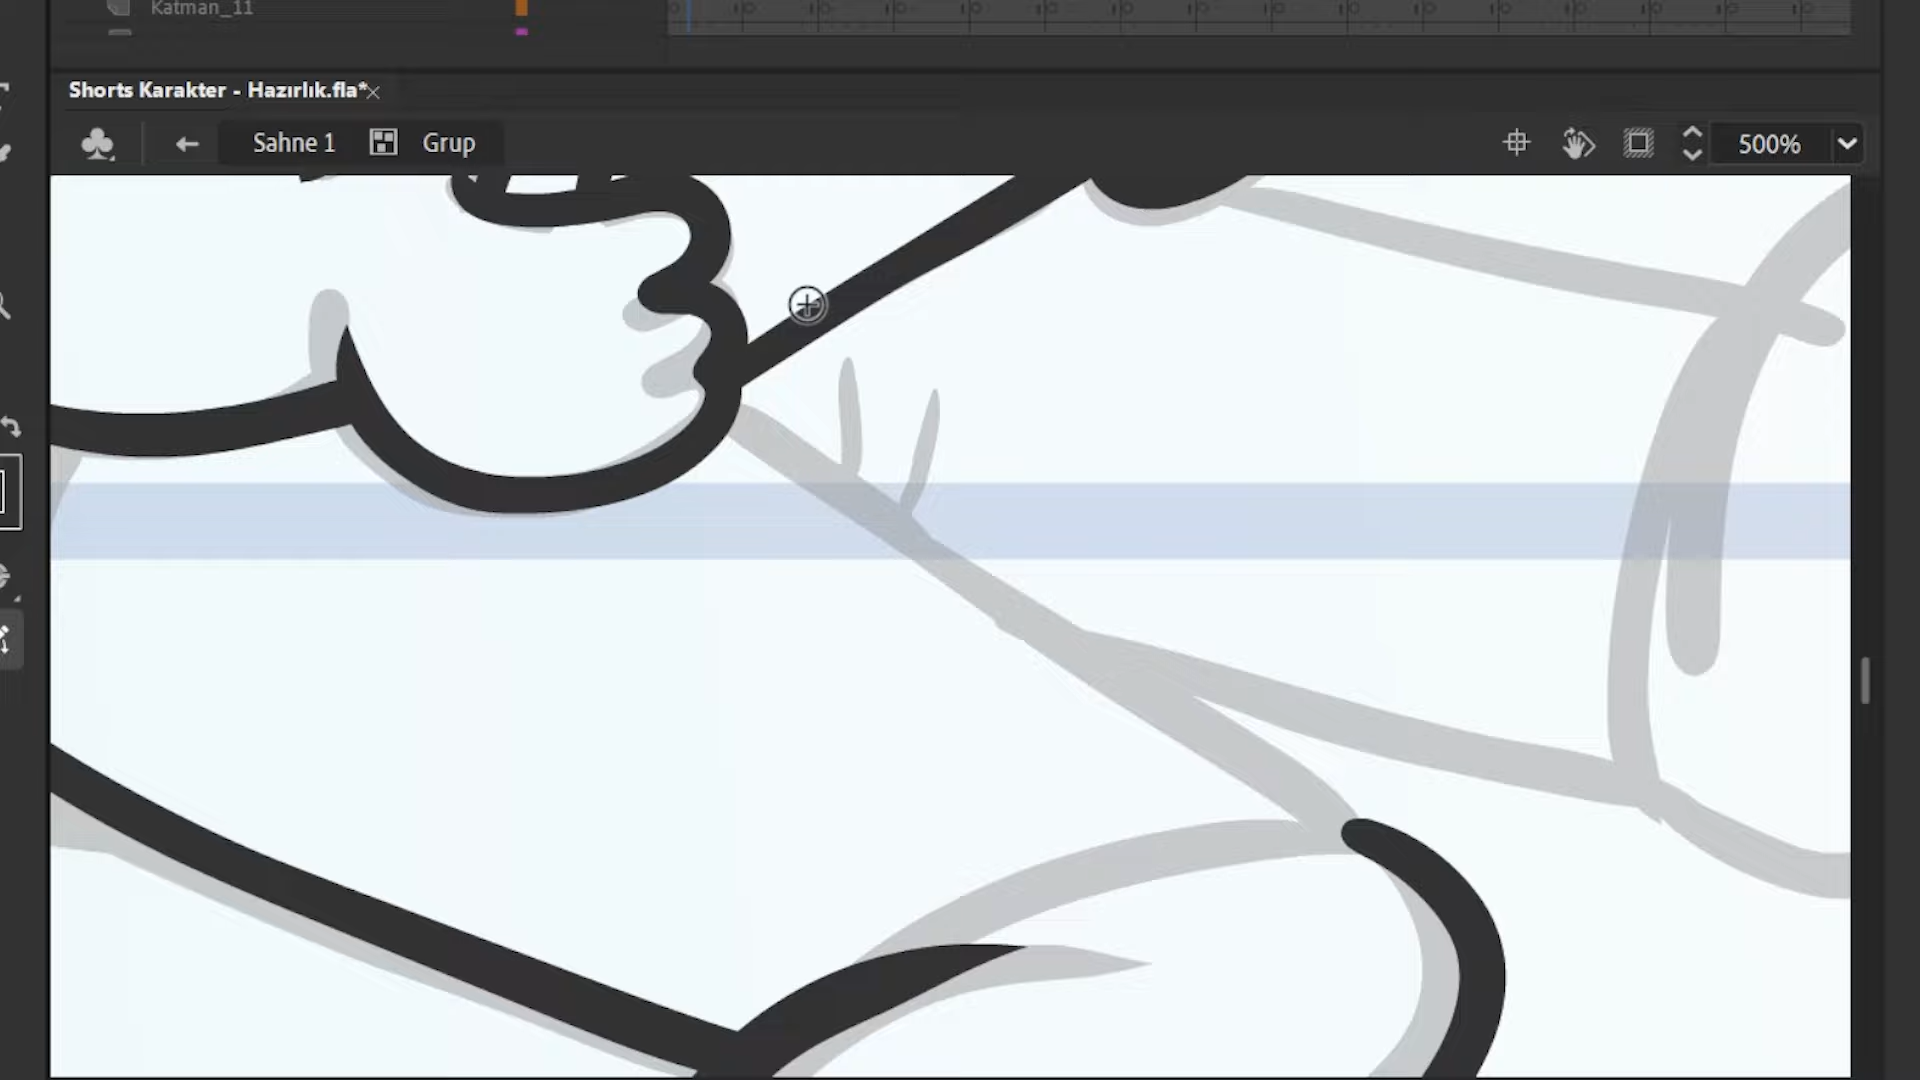 Katman_11
Shorts Karakter - Hazırlık.fla*
Sahne 1 Grup 500%